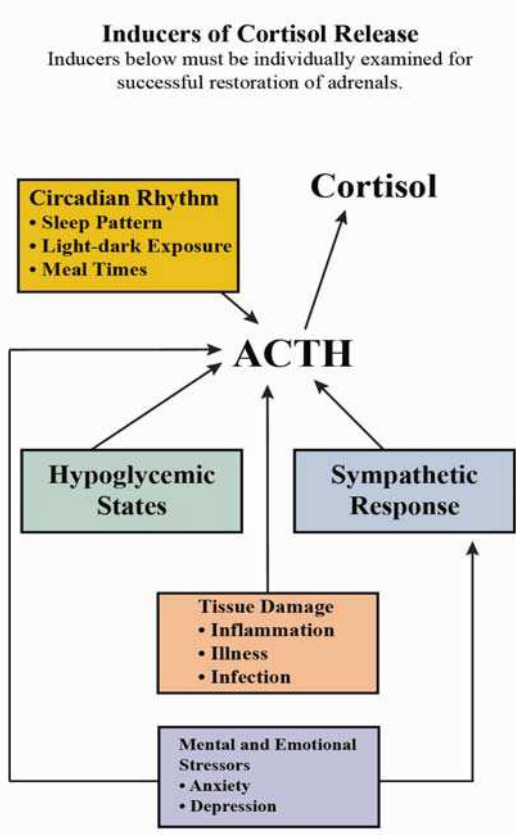 Inducers of Cortisol Release
Inducers below must be individually examined for
successful restoration of adrenals.
Circadian Rhythm
• Sleep Pattern
• Light-dark Exposure
• Meal Times
Cortisol
ACTH
Hypoglycemic
States
Sympathetic
Response
Tissue Damage
• Inflammation
• Illness
• Infection
Mental and Emotional
Stressors
• Anxiety
• Depression